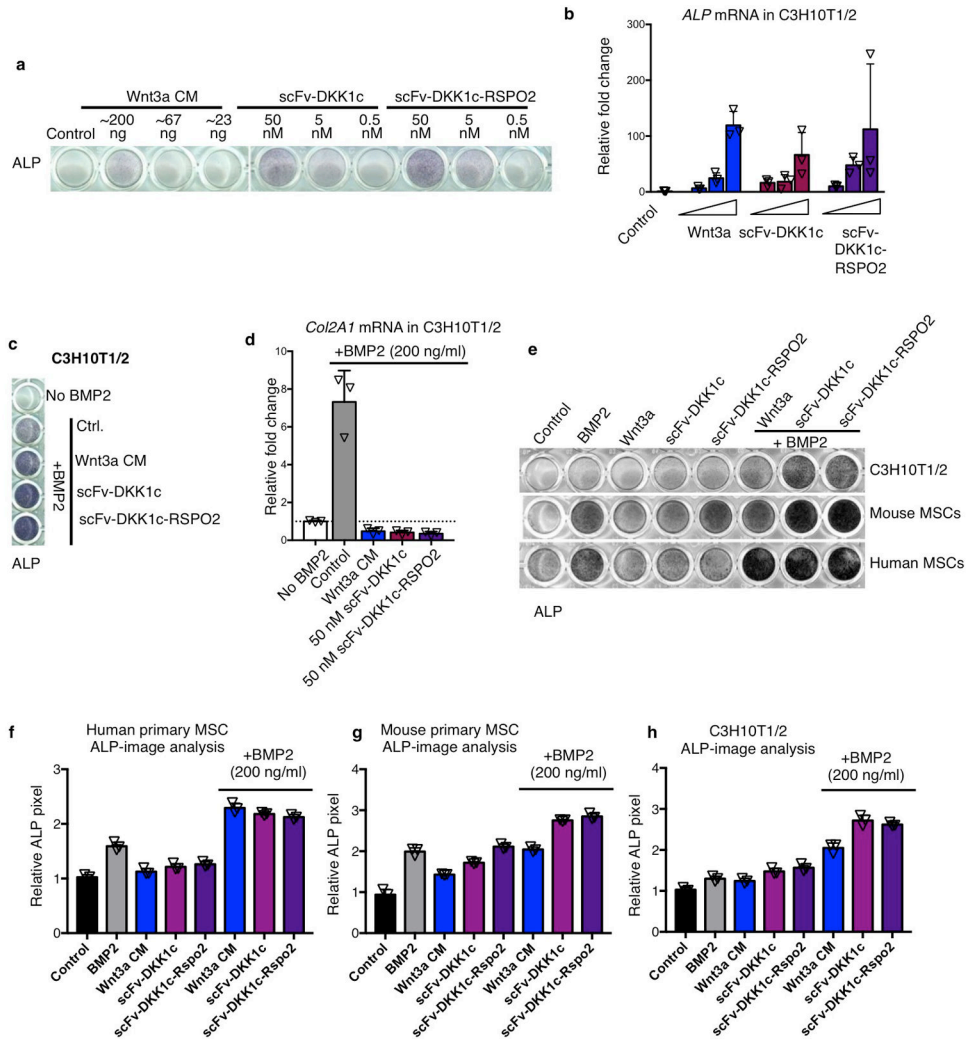 a
Wnt3a CM
scFv-DKK1c
scFv-DKK1c-RSPO2
Control
~200 ng
~67 ng
~23 ng
50 nM
5 nM
0.5 nM
50 nM
5 nM
0.5 nM
ALP
b
ALP mRNA in C3H10T1/2
Relative fold change
300
200
100
0
Control
Wnt3a
scFv-DKK1c
scFv-
DKK1c-
RSPO2
c
C3H10T1/2
No BMP2
+BMP2
Ctrl.
Wnt3a CM
scFv-DKK1c
scFv-DKK1c-RSPO2
ALP
d
Col2A1 mRNA in C3H10T1/2
+BMP2 (200 ng/ml)
Relative fold change
10
8
6
4
2
0
No BMP2
Control
Wnt3a CM
50 nM scFv-DKK1c
50 nM scFv-DKK1c-RSPO2
e
Control
BMP2
Wnt3a
scFv-DKK1c
scFv-DKK1c-RSPO2
Wnt3a
scFv-DKK1c
scFv-DKK1c-RSPO2
+ BMP2
C3H10T1/2
Mouse MSCs
Human MSCs
ALP
f
Human primary MSC
ALP-image analysis
+BMP2
(200 ng/ml)
Relative ALP pixel
3
2
1
0
Control
BMP2
Wnt3a CM
scFv-DKK1c
scFv-DKK1c-Rspo2
Wnt3a CM
scFv-DKK1c
scFv-DKK1c-Rspo2
g
Mouse primary MSC
ALP-image analysis
+BMP2
(200 ng/ml)
Relative ALP pixel
4
3
2
1
0
Control
BMP2
Wnt3a CM
scFv-DKK1c
scFv-DKK1c-Rspo2
Wnt3a CM
scFv-DKK1c
scFv-DKK1c-Rspo2
h
C3H10T1/2
ALP-image analysis
+BMP2
(200 ng/ml)
Relative ALP pixel
4
3
2
1
0
Control
BMP2
Wnt3a CM
scFv-DKK1c
scFv-DKK1c-Rspo2
Wnt3a CM
scFv-DKK1c
scFv-DKK1c-Rspo2